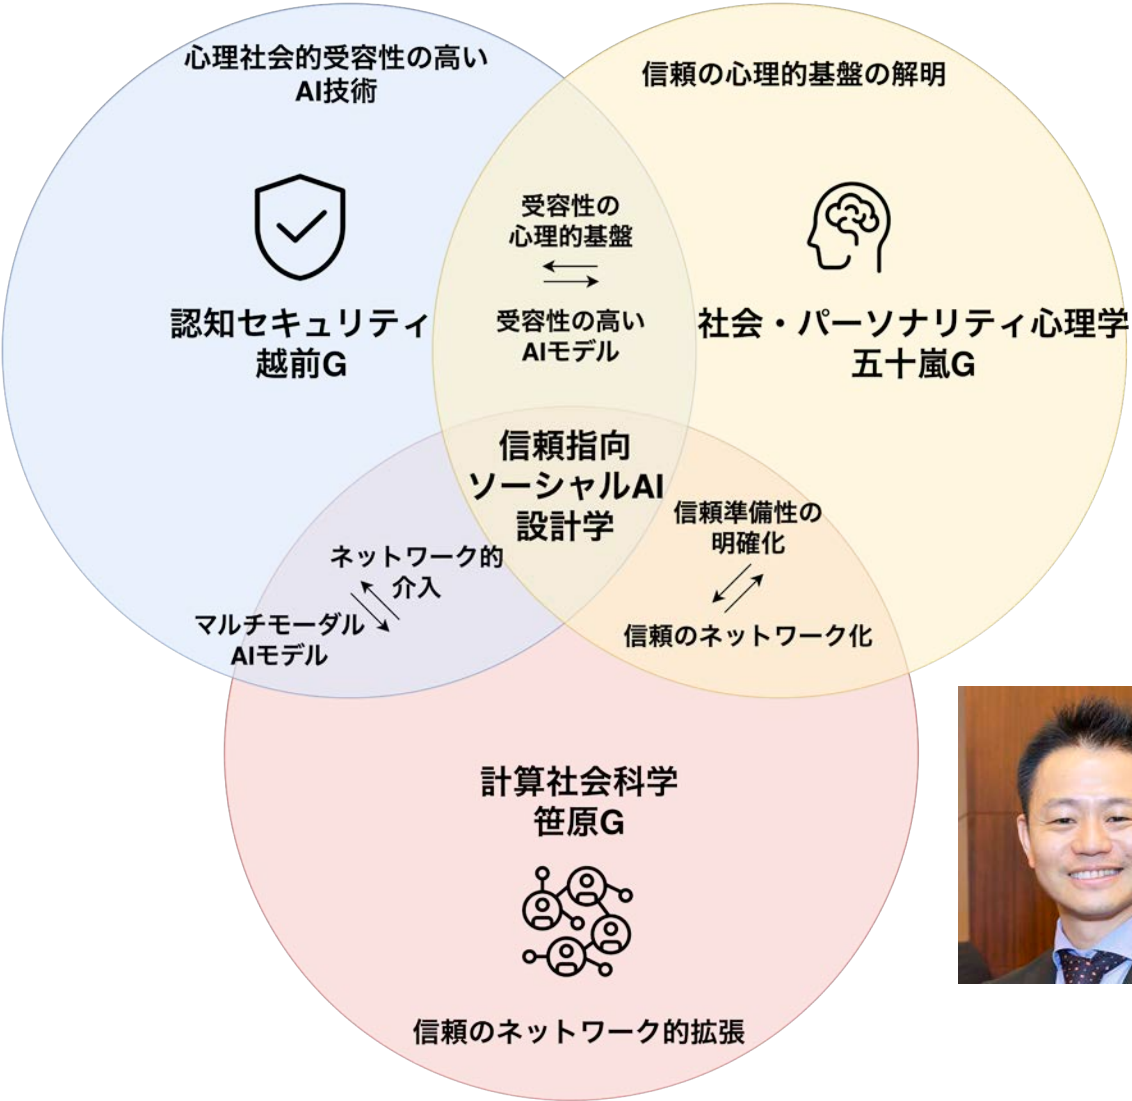 心理社会的受容性の高い
AI技術
信頼の心理的基盤の解明
受容性の
心理的基盤
受容性の高い
AIモデル
認知セキュリティ
越前G
社会・パーソナリティ心理学
五十嵐G
信頼指向
ソーシャルAI
設計学
信頼準備性の
明確化
信頼のネットワーク化
ネットワーク的
介入
マルチモーダル
AIモデル
計算社会科学
笹原G
信頼のネットワーク的拡張